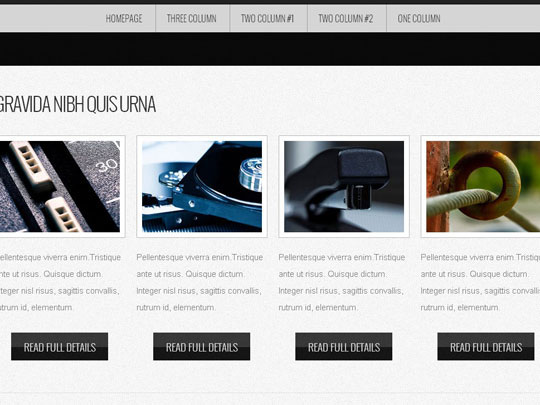 HOMEPAGE THREE COLUMN TWO COLUMN #1 TWO COLUMN #2 ONE COLUMN
GRAVIDA NIBH QUIS URNA
30
Pellentesque viverra enim.Tristique
ante ut risus. Quisque dictum.
Integer nisl risus, sagittis convallis,
rutrum id, elementum.
READ FULL DETAILS
Pellentesque viverra enim.Tristique
ante ut risus. Quisque dictum.
Integer nisl risus, sagittis convallis,
rutrum id, elementum.
READ FULL DETAILS
Pellentesque viverra enim.Tristique
ante ut risus. Quisque dictum.
Integer nisl risus, sagittis convallis,
rutrum id, elementum.
READ FULL DETAILS
Pellentesque viverra enim.Tristique
ante ut risus. Quisque dictum.
Integer nisl risus, sagittis convallis,
rutrum id, elementum.
READ FULL DETAILS